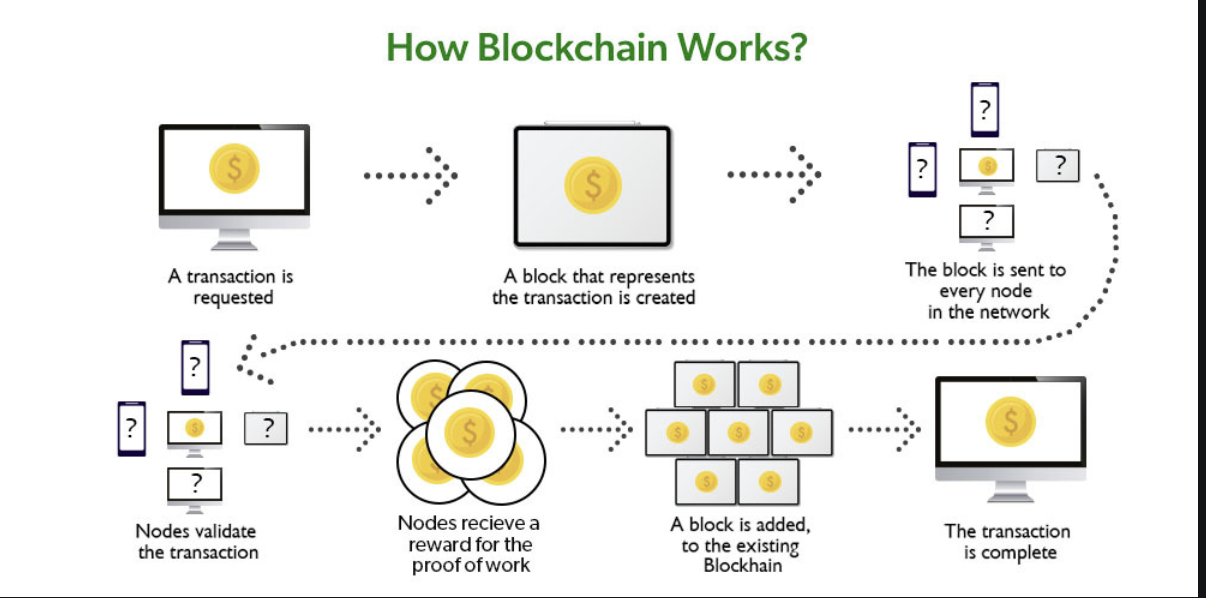 How Blockchain Works?
?
$
$
?
$
?
?
A transaction is
requested
A block that represents
the transaction is created
The block is sent to
every node
in the network
?
?
$
?
?
$
$
$
$
$
$
$
$
$
$
$
$
$
Nodes validate
the transaction
Nodes recieve a
reward for the
proof of work
A block is added,
to the existing
Blockhain
The transaction
is complete